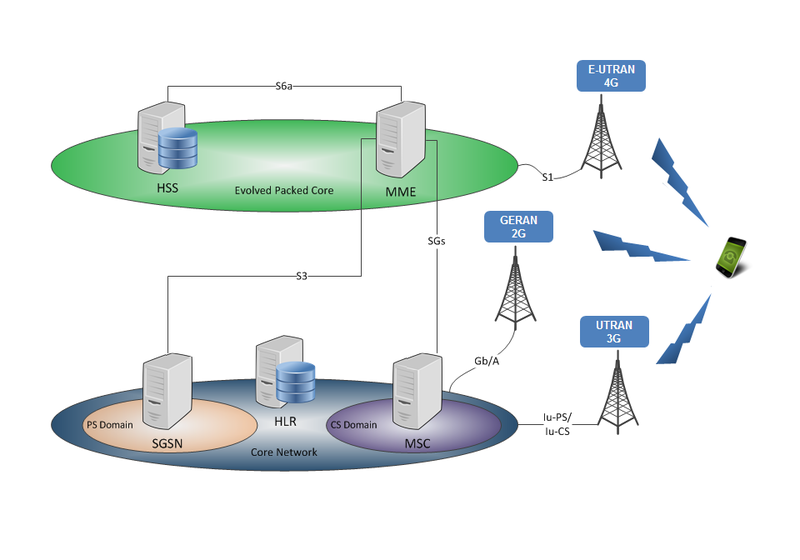 S6a
E-UTRAN
4G
HSS
Evolved Packed Core
MME
S1
GERAN
2G
SGs
S3
UTRAN
3G
Gb/A
PS Domain
SGSN
HLR
CS Domain
MSC
Core Network
Iu-PS/
Iu-CS